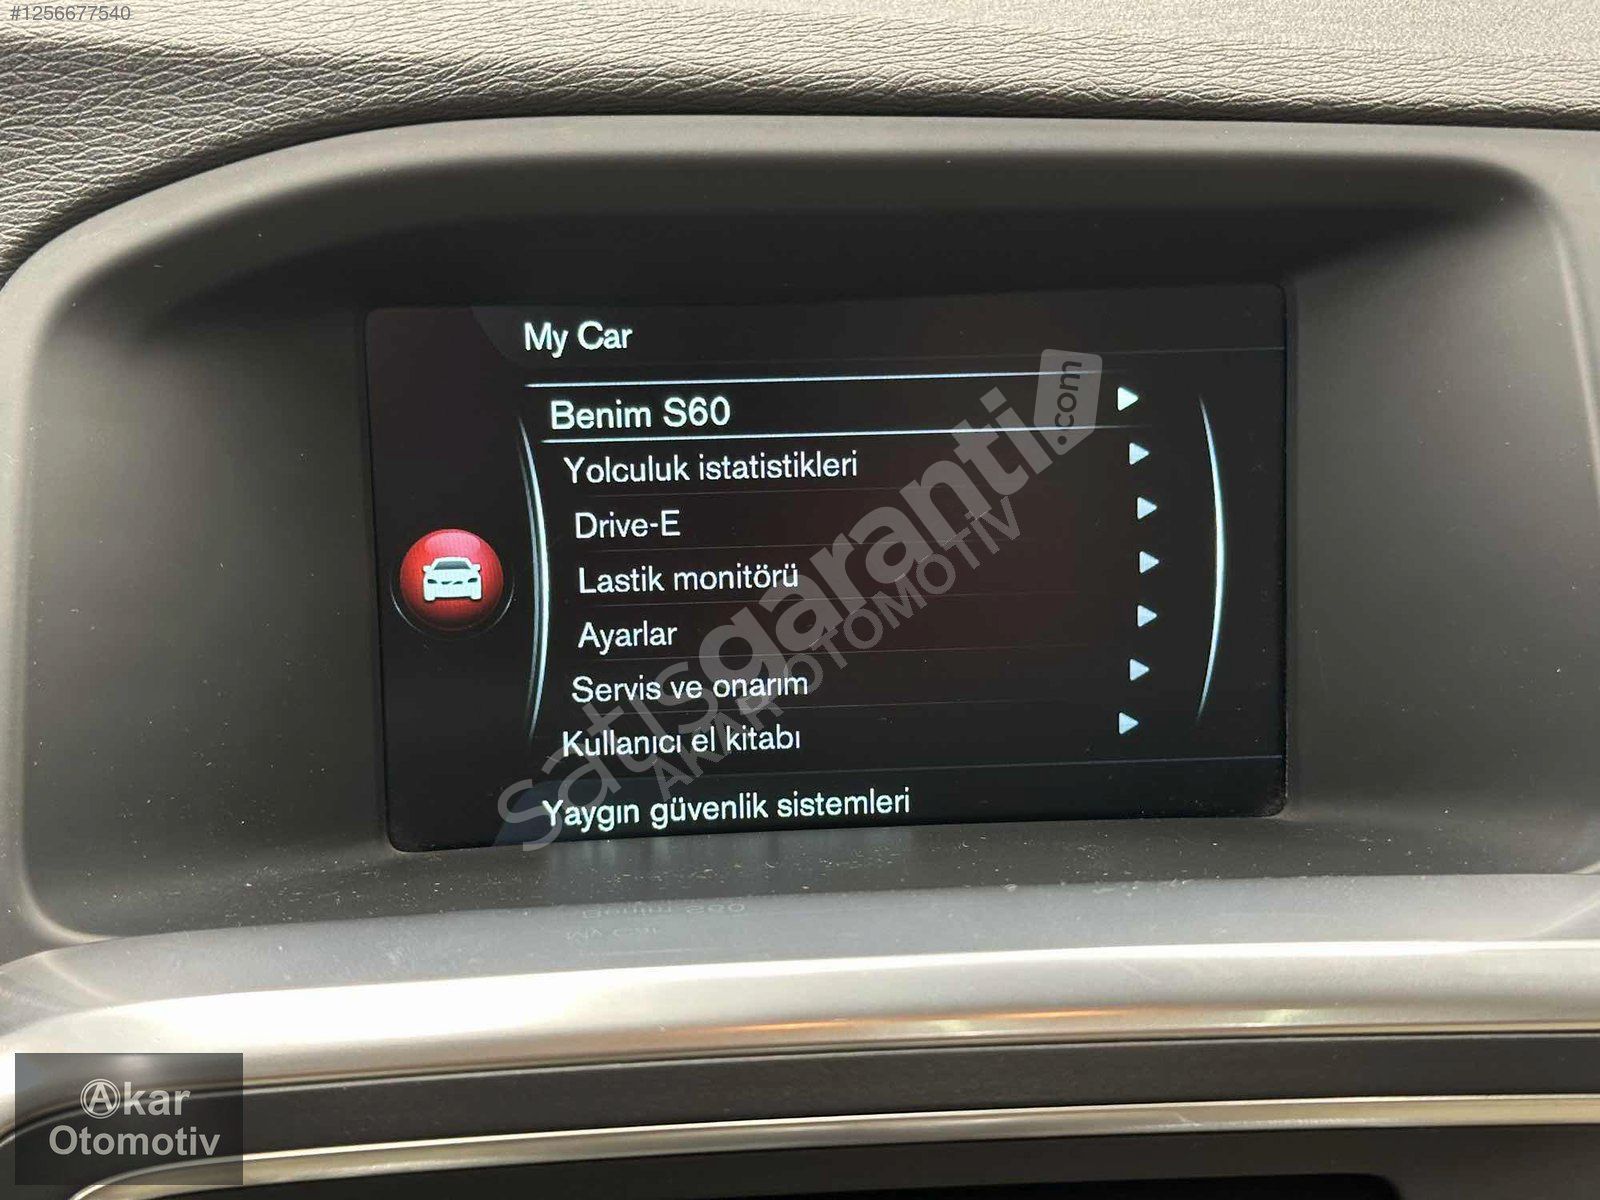 #1256677540
My Car
Benim S60
Yolculuk istatistikleri
Drive-E
Lastik monitörü
Ayarlar
Servis ve onarım
Kullanıcı el kitabı
Yaygın güvenlik sistemleri
satışgaranti.com
AKAR OTOMOTİV
Akar
Otomotiv